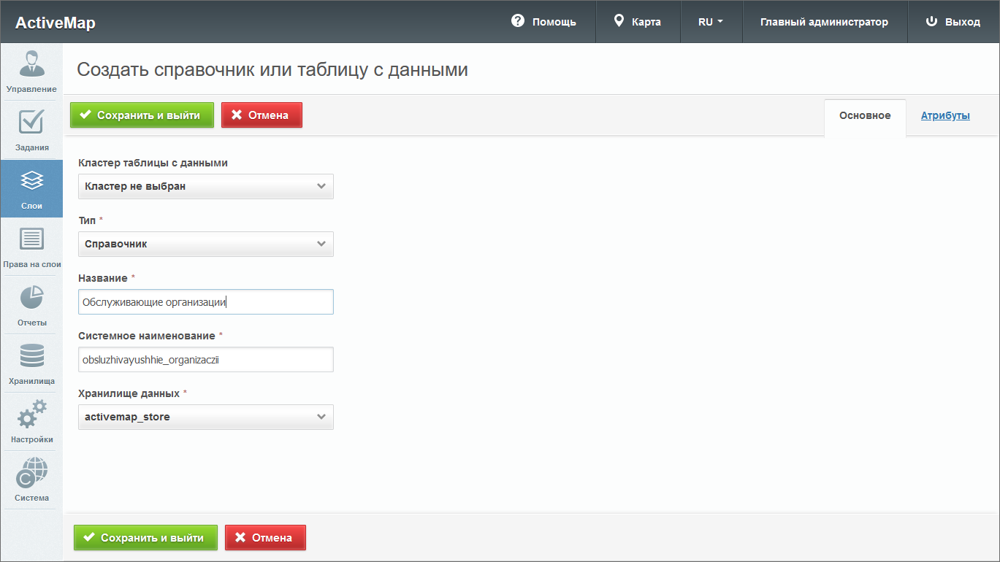 ActiveMap
Помощь
Карта
RU
Главный администратор
Выход
Управление
Задания
Слои
Права на слои
Отчеты
Хранилища
Настройки
Система
Создать справочник или таблицу с данными
Сохранить и выйти
Отмена
Основное
Атрибуты
Кластер таблицы с данными
Кластер не выбран
Тип *
Справочник
Название *
Обслуживающие организации
Системное наименование *
obsluzhivayushhie_organizaczii
Хранилище данных *
activemap_store
Сохранить и выйти
Отмена